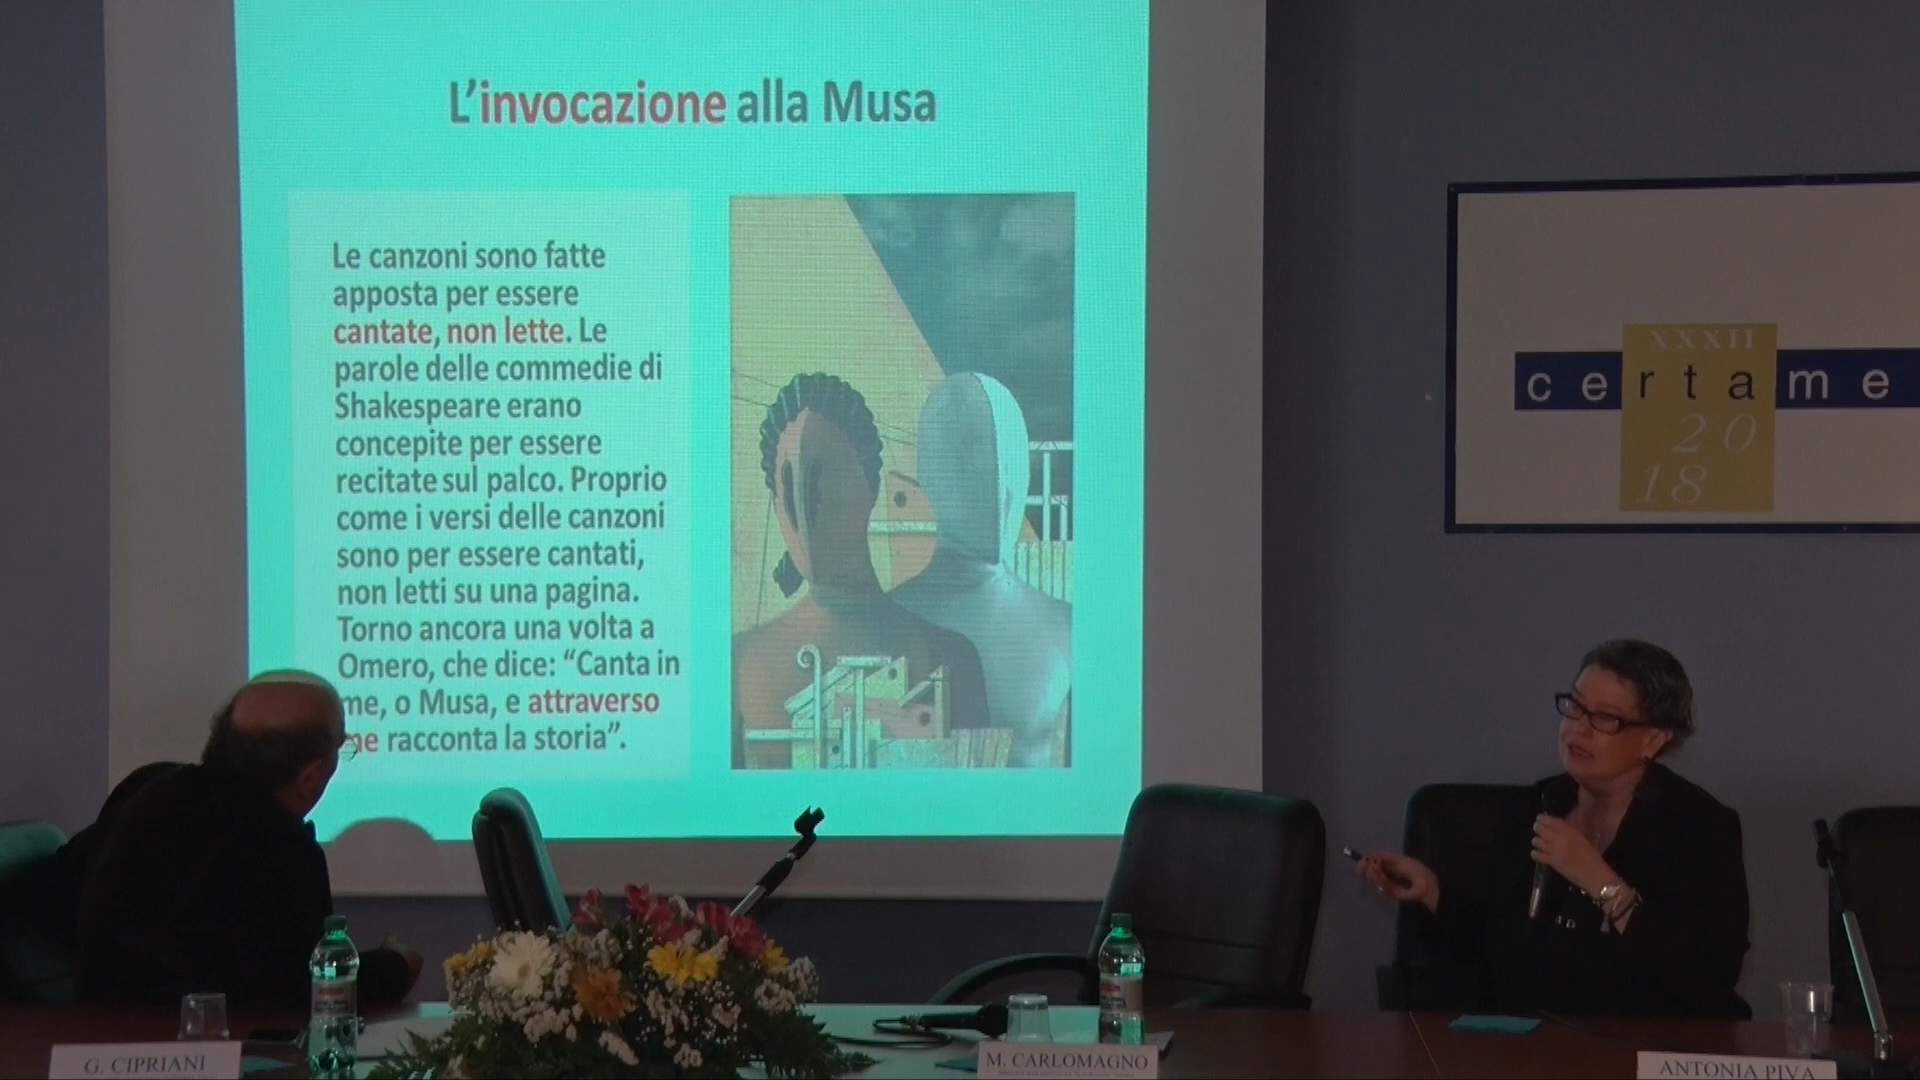 L'invocazione alla Musa
Le canzoni sono fatte
apposta per essere
cantate, non lette. Le
parole delle commedie di
Shakespeare erano
concepite per essere
recitate sul palco. Proprio
come i versi delle canzoni
sono per essere cantati,
non letti su una pagina.
Torno ancora una volta a
Omero, che dice: “Canta in
me, o Musa, e attraverso
me racconta la storia”.
XXXII
certame
20
18
G. CIPRIANI
M. CARLOMAGNO
ANTONIA PIVA